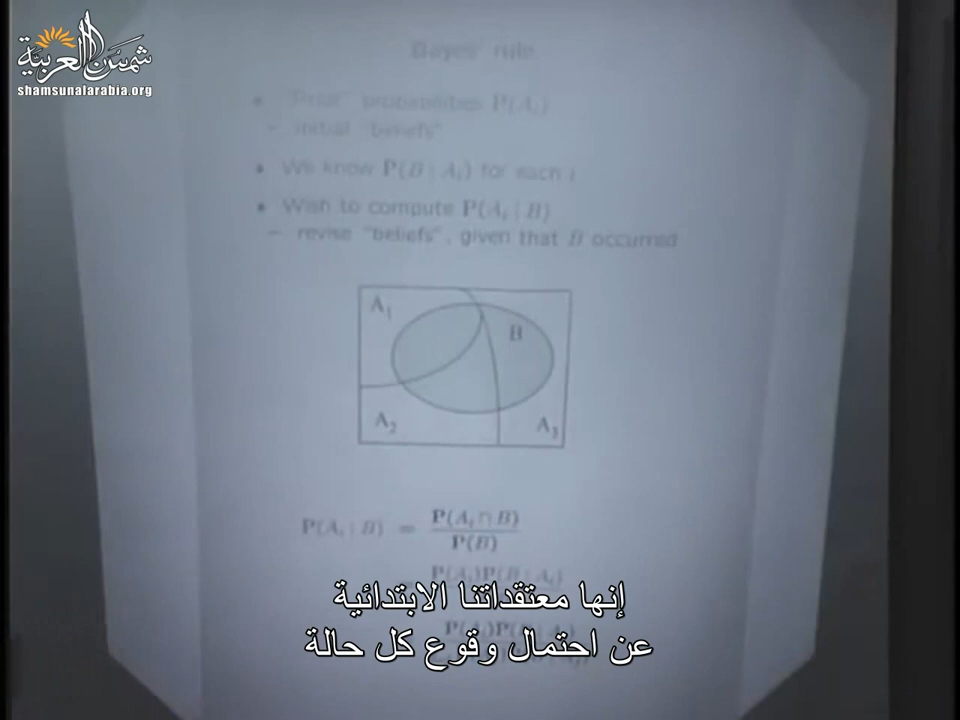 شمس العربية
shamsunalarabia.org
Bayes' rule
• "Prior" probabilities P(Aᵢ)
– initial "beliefs"
• We know P(B | Aᵢ) for each i
• Wish to compute P(Aᵢ | B)
– revise "beliefs", given that B occurred
A₁
B
A₂
A₃
P(Aᵢ | B) = P(Aᵢ ∩ B) / P(B)
P(Aᵢ)P(B | Aᵢ)
إنها معتقداتنا الابتدائية
عن احتمال وقوع كل حالة